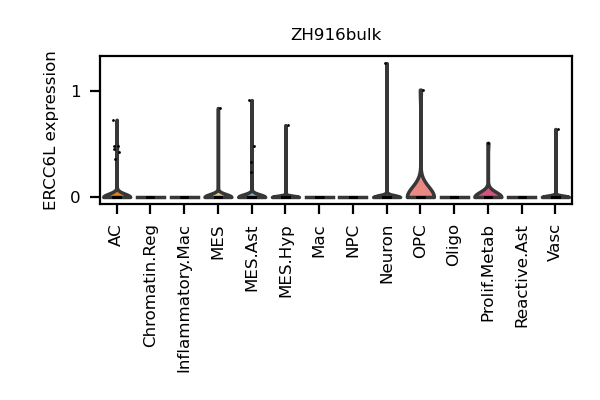 ZH916bulk
ERCC6L expression
1
0
AC
Chromatin.Reg
Inflammatory.Mac
MES
MES.Ast
MES.Hyp
Mac
NPC
Neuron
OPC
Oligo
Prolif.Metab
Reactive.Ast
Vasc